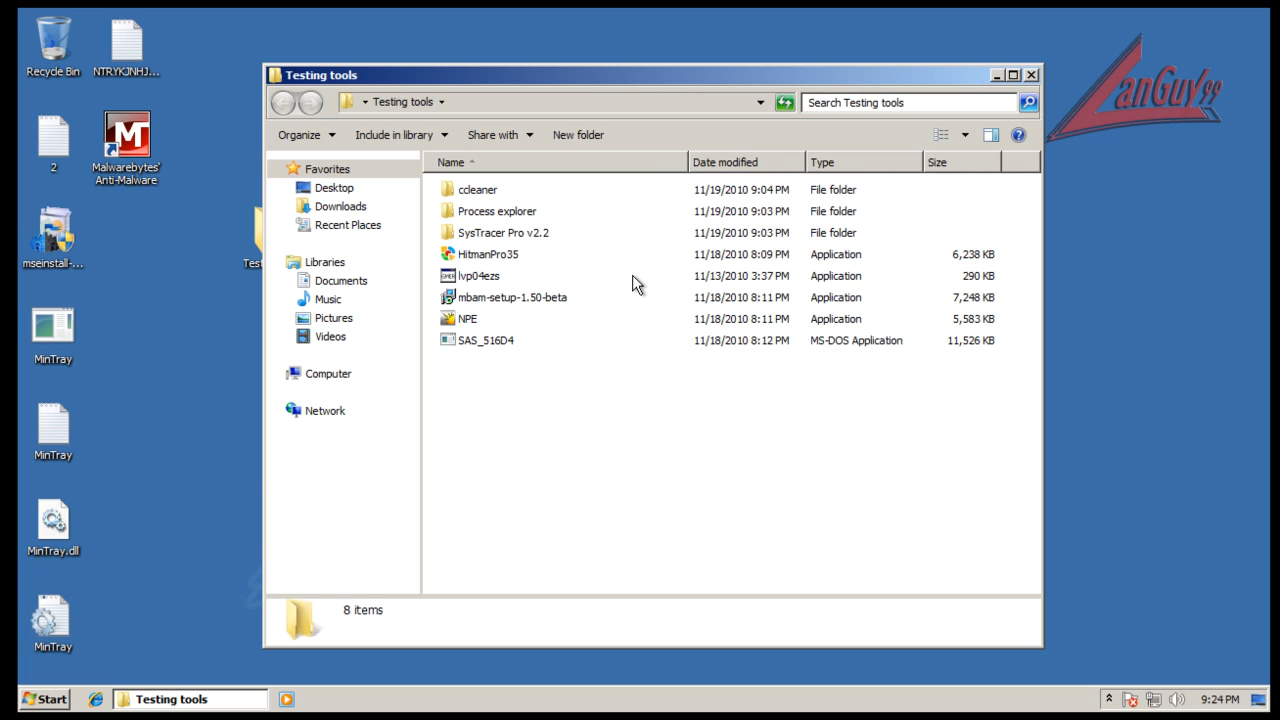 Recycle Bin
NTRYKJNHJ...
2
Malwarebytes'
Anti-Malware
mseinstall-...
MinTray
MinTray
MinTray.dll
MinTray
Test
anGuy99
Testing tools
Testing tools
Search Testing tools
Organize
Include in library
Share with
New folder
Favorites
Desktop
Downloads
Recent Places
Libraries
Documents
Music
Pictures
Videos
Computer
Network
Name Date modified Type Size
ccleaner 11/19/2010 9:04 PM File folder
Process explorer 11/19/2010 9:03 PM File folder
SysTracer Pro v2.2 11/19/2010 9:03 PM File folder
HitmanPro35 11/18/2010 8:09 PM Application 6,238 KB
GMER lvp04ezs 11/13/2010 3:37 PM Application 290 KB
mbam-setup-1.50-beta 11/18/2010 8:11 PM Application 7,248 KB
NPE 11/18/2010 8:11 PM Application 5,583 KB
SAS_516D4 11/18/2010 8:12 PM MS-DOS Application 11,526 KB
8 items
Start
Testing tools
9:24 PM